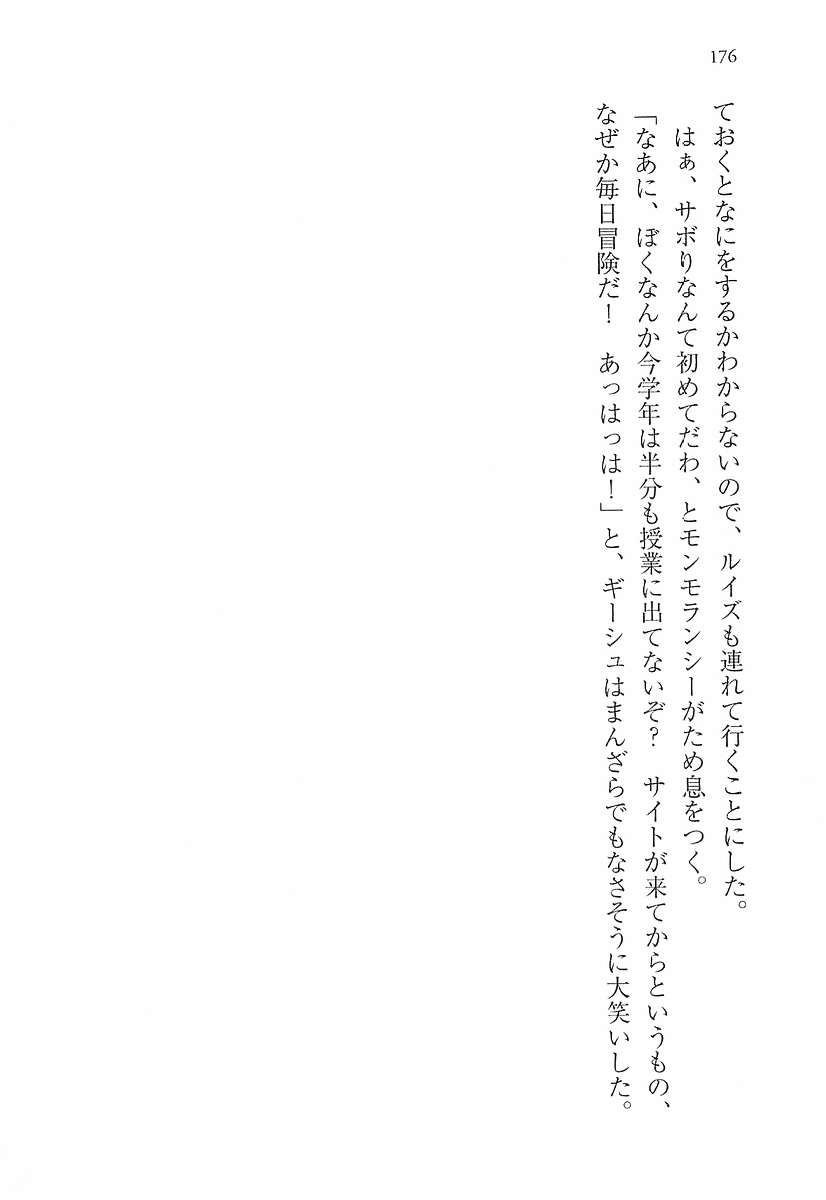 176
ておくとなにをするかわからないので、ルイズも連れて行くことにした。
　はぁ、サボりなんて初めてだわ、とモンモランシーがため息をつく。
「なあに、ぼくなんか今学年は半分も授業に出てないぞ？　サイトが来てからというもの、
なぜか毎日冒険だ！　あっはっは！」と、ギーシュはまんざらでもなさそうに大笑いした。